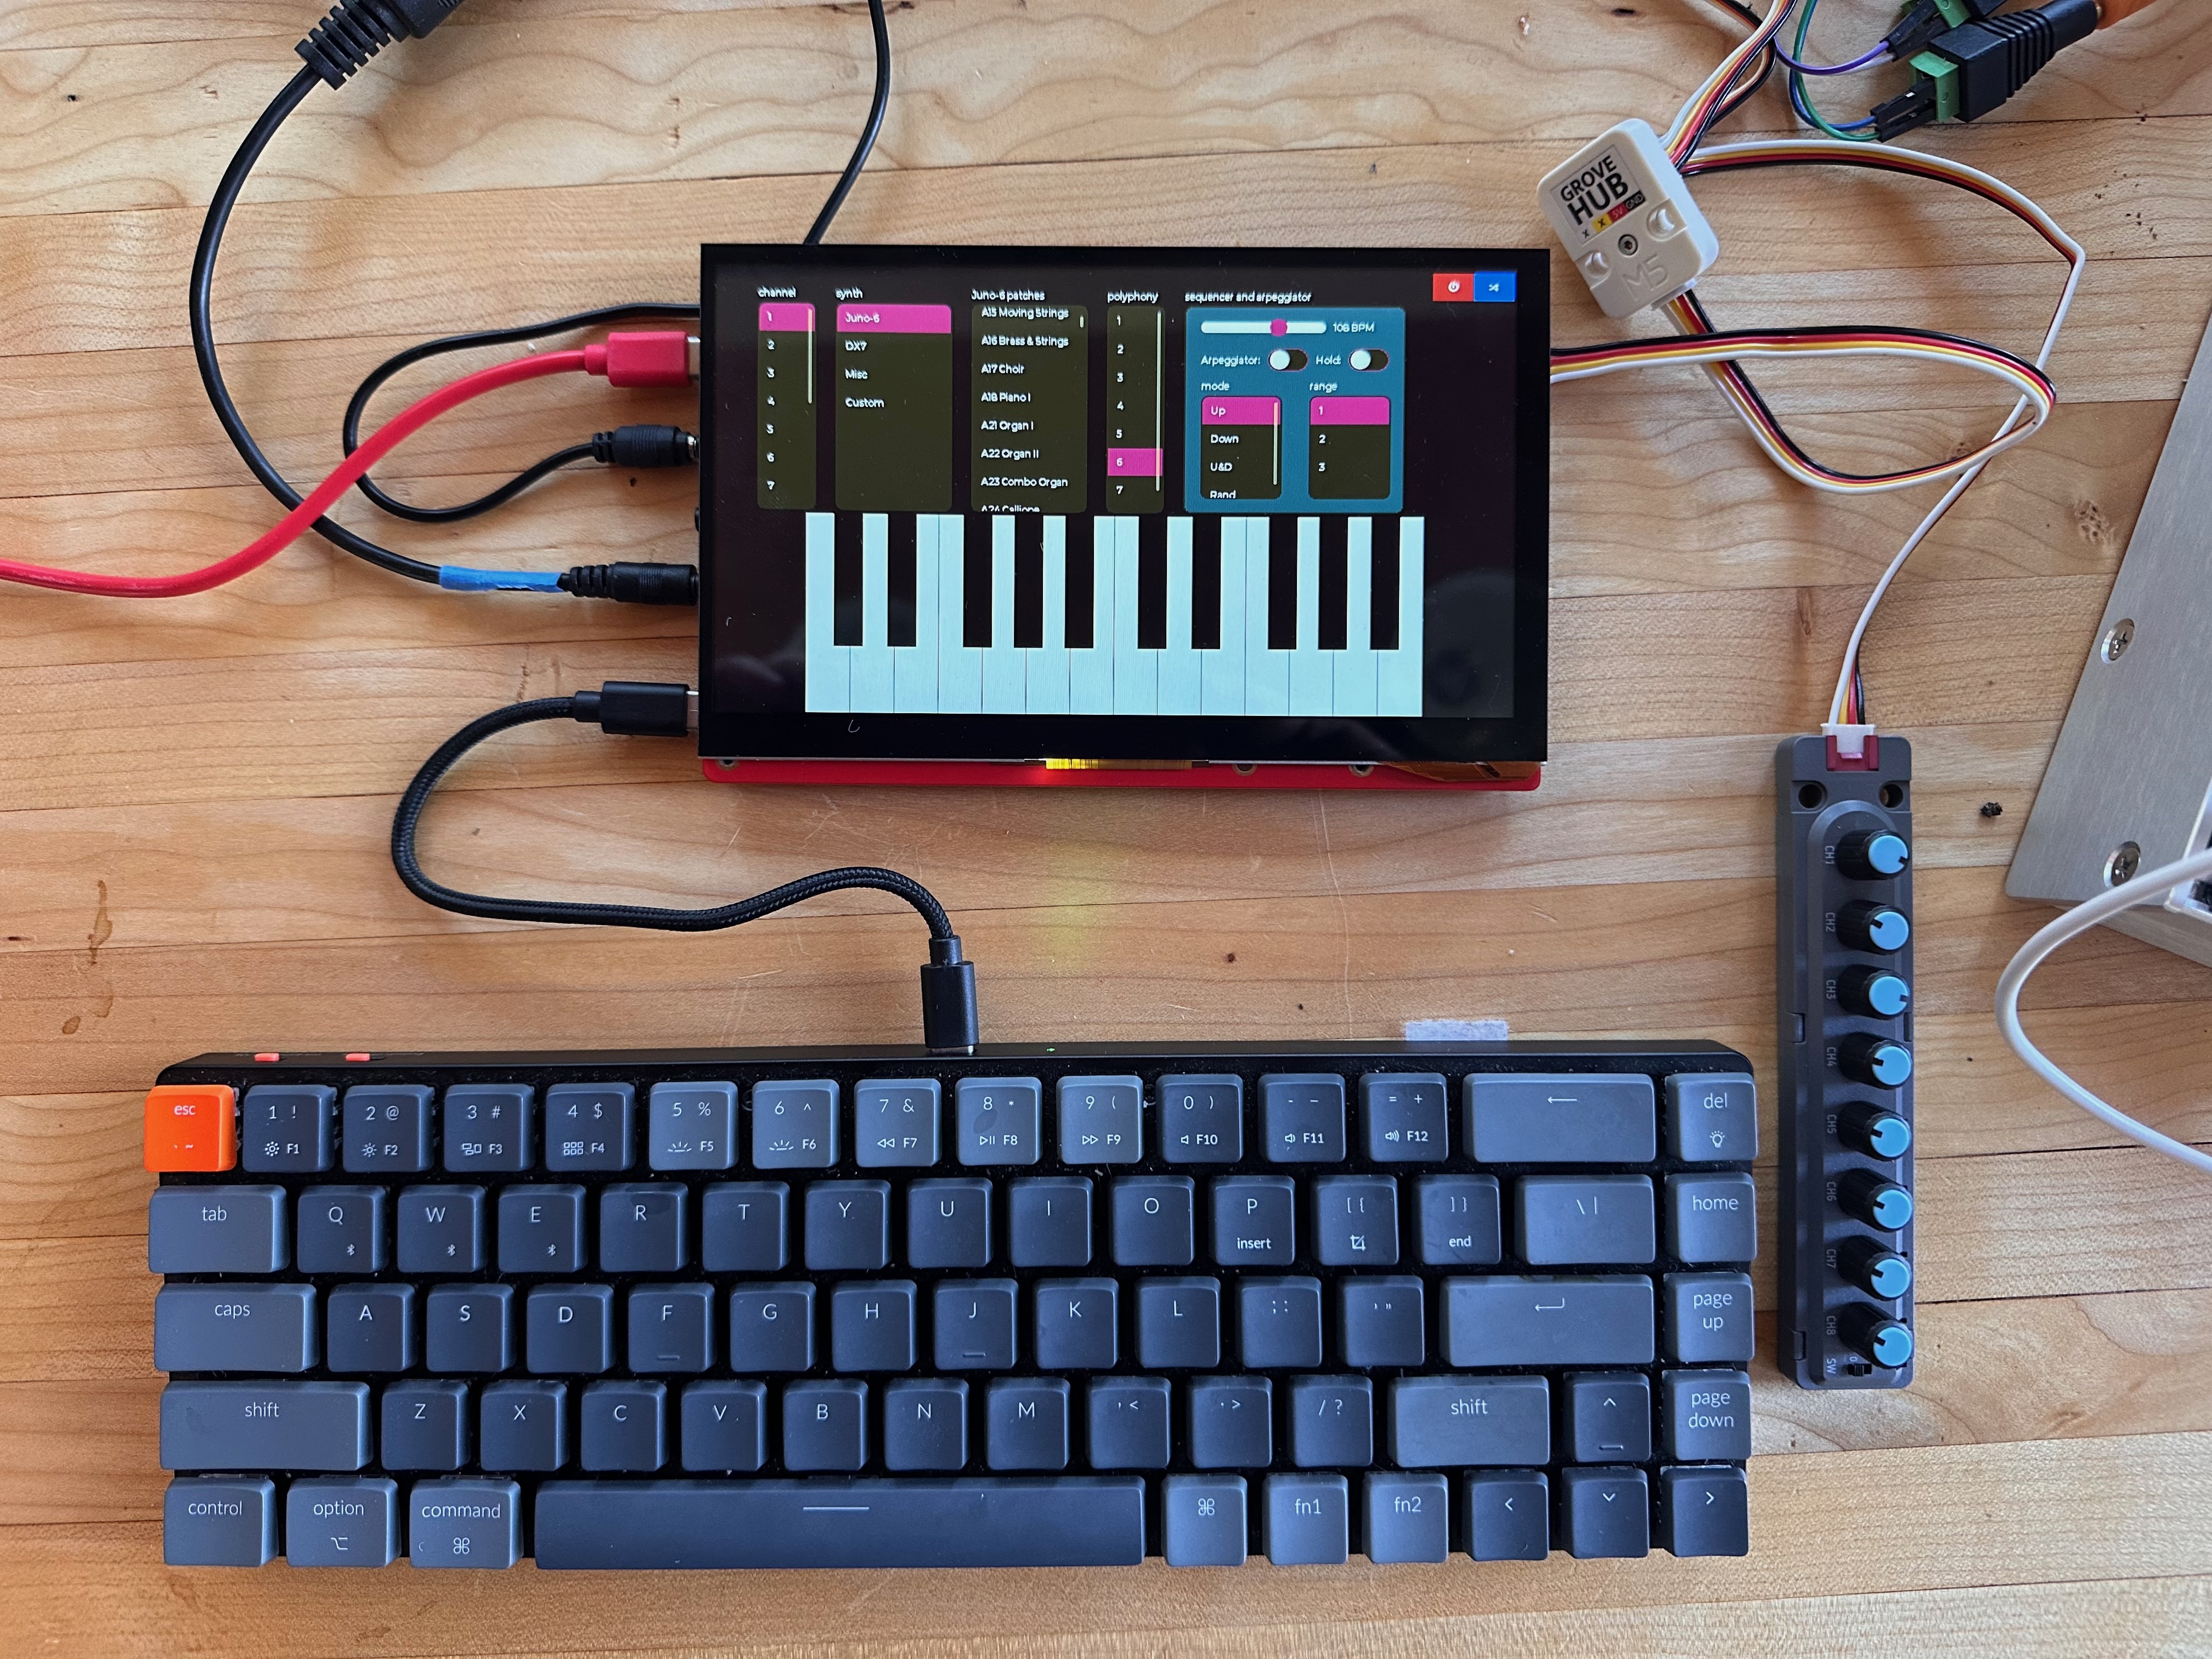 GROVE
HUB
X X 5V GND
M5
channel
1
2
3
4
5
6
7
synth
Juno-6
DX7
Misc
Custom
Juno-6 patches
A15 Moving Strings
A16 Brass & Strings
A17 Choir
A18 Piano I
A21 Organ I
A22 Organ II
A23 Combo Organ
A24 Calliope
polyphony
1
2
3
4
5
6
7
sequencer and arpeggiator
108 BPM
Arpeggiator:
Hold:
mode
Up
Down
U&D
Rand
range
1
2
3
CH1
CH2
CH3
CH4
CH5
CH6
CH7
CH8
SW
esc 1 ! 2 @ 3 # 4 $ 5 % 6 ^ 7 & 8 * 9 ( 0 ) - – = + del
` ~ F1 F2 F3 F4 F5 F6 F7 F8 F9 F10 F11 F12
tab Q W E R T Y U I O P [ { ] } \ | home
insert end
caps A S D F G H J K L ; : ' " page up
shift Z X C V B N M , < . > / ? shift ^ page down
control option command ⌘ fn1 fn2 < ⌄ >
⌥ ⌘